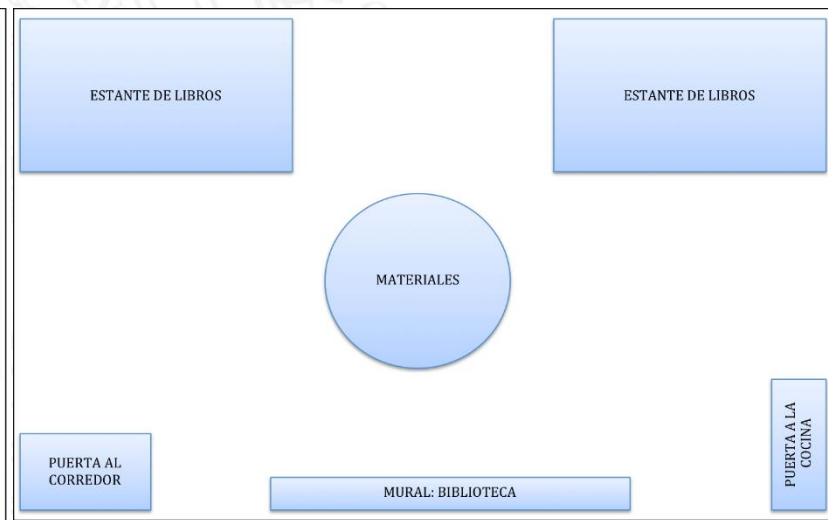 ESTANTE DE LIBROS
ESTANTE DE LIBROS
MATERIALES
PUERTA AL
CORREDOR
MURAL: BIBLIOTECA
PUERTA A LA
COCINA